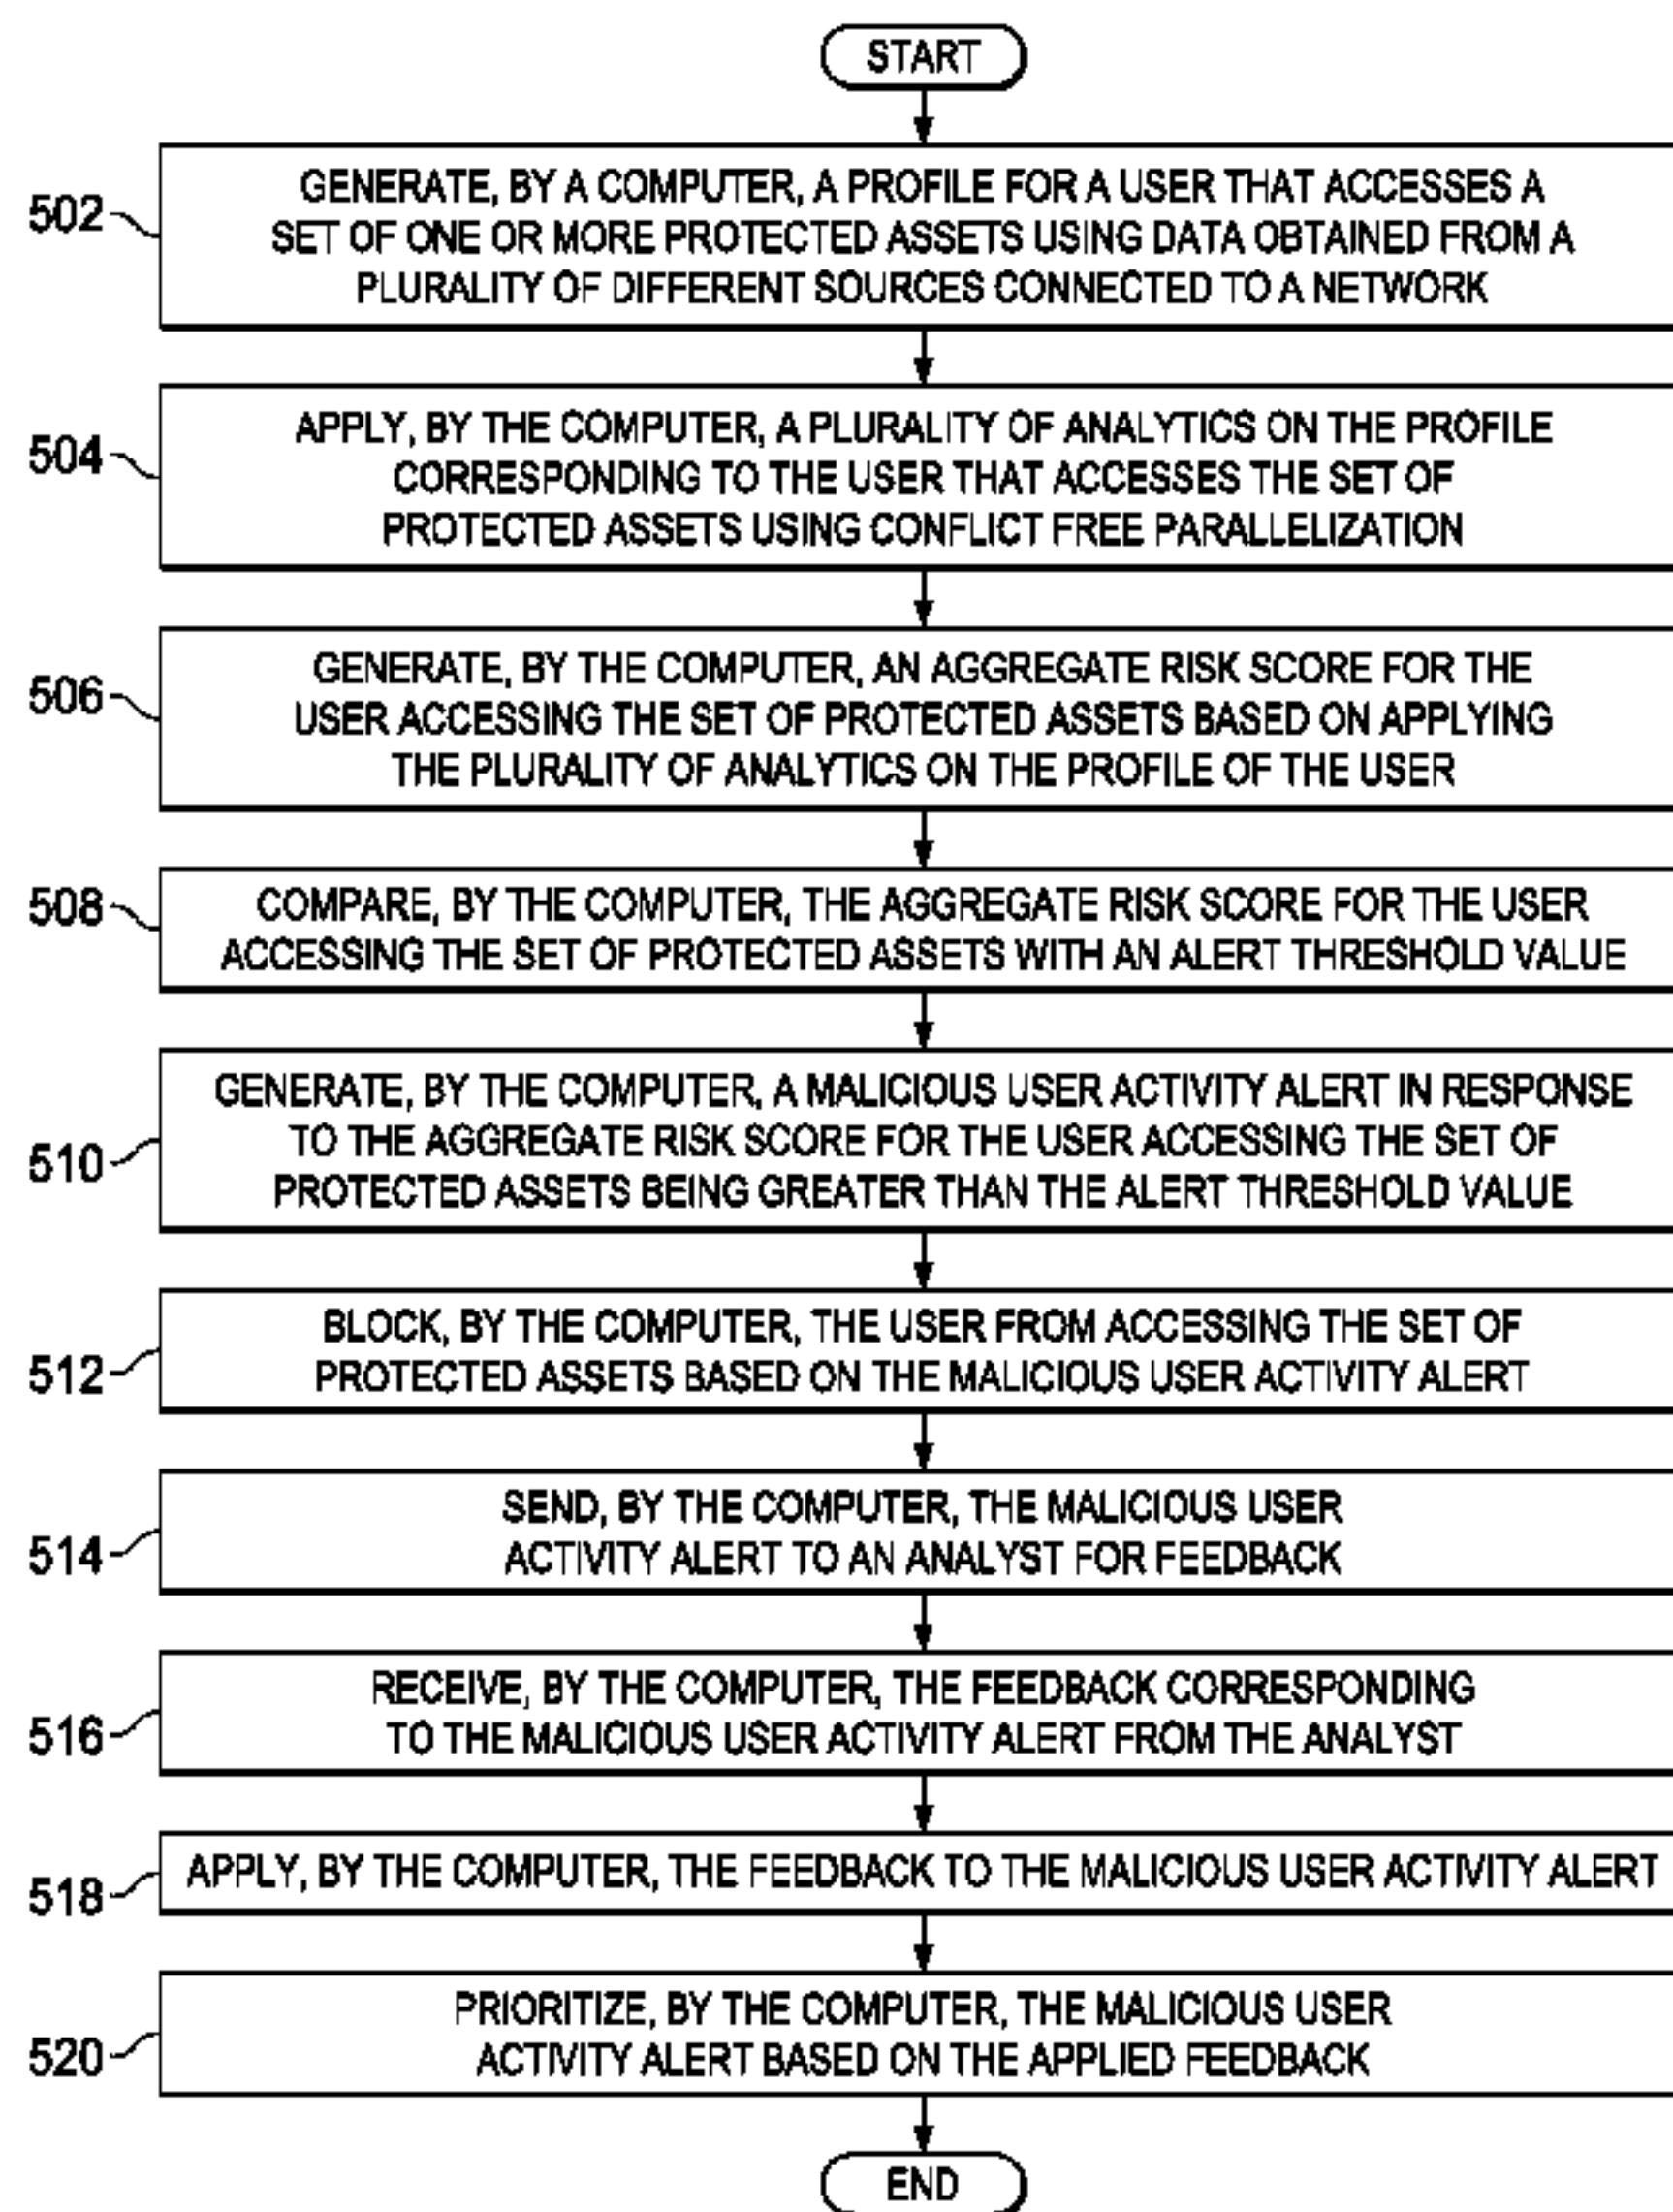 START
502
GENERATE, BY A COMPUTER, A PROFILE FOR A USER THAT ACCESSES A
SET OF ONE OR MORE PROTECTED ASSETS USING DATA OBTAINED FROM A
PLURALITY OF DIFFERENT SOURCES CONNECTED TO A NETWORK
504
APPLY, BY THE COMPUTER, A PLURALITY OF ANALYTICS ON THE PROFILE
CORRESPONDING TO THE USER THAT ACCESSES THE SET OF
PROTECTED ASSETS USING CONFLICT FREE PARALLELIZATION
506
GENERATE, BY THE COMPUTER, AN AGGREGATE RISK SCORE FOR THE
USER ACCESSING THE SET OF PROTECTED ASSETS BASED ON APPLYING
THE PLURALITY OF ANALYTICS ON THE PROFILE OF THE USER
508
COMPARE, BY THE COMPUTER, THE AGGREGATE RISK SCORE FOR THE USER
ACCESSING THE SET OF PROTECTED ASSETS WITH AN ALERT THRESHOLD VALUE
510
GENERATE, BY THE COMPUTER, A MALICIOUS USER ACTIVITY ALERT IN RESPONSE
TO THE AGGREGATE RISK SCORE FOR THE USER ACCESSING THE SET OF
PROTECTED ASSETS BEING GREATER THAN THE ALERT THRESHOLD VALUE
512
BLOCK, BY THE COMPUTER, THE USER FROM ACCESSING THE SET OF
PROTECTED ASSETS BASED ON THE MALICIOUS USER ACTIVITY ALERT
514
SEND, BY THE COMPUTER, THE MALICIOUS USER
ACTIVITY ALERT TO AN ANALYST FOR FEEDBACK
516
RECEIVE, BY THE COMPUTER, THE FEEDBACK CORRESPONDING
TO THE MALICIOUS USER ACTIVITY ALERT FROM THE ANALYST
518
APPLY, BY THE COMPUTER, THE FEEDBACK TO THE MALICIOUS USER ACTIVITY ALERT
520
PRIORITIZE, BY THE COMPUTER, THE MALICIOUS USER
ACTIVITY ALERT BASED ON THE APPLIED FEEDBACK
END